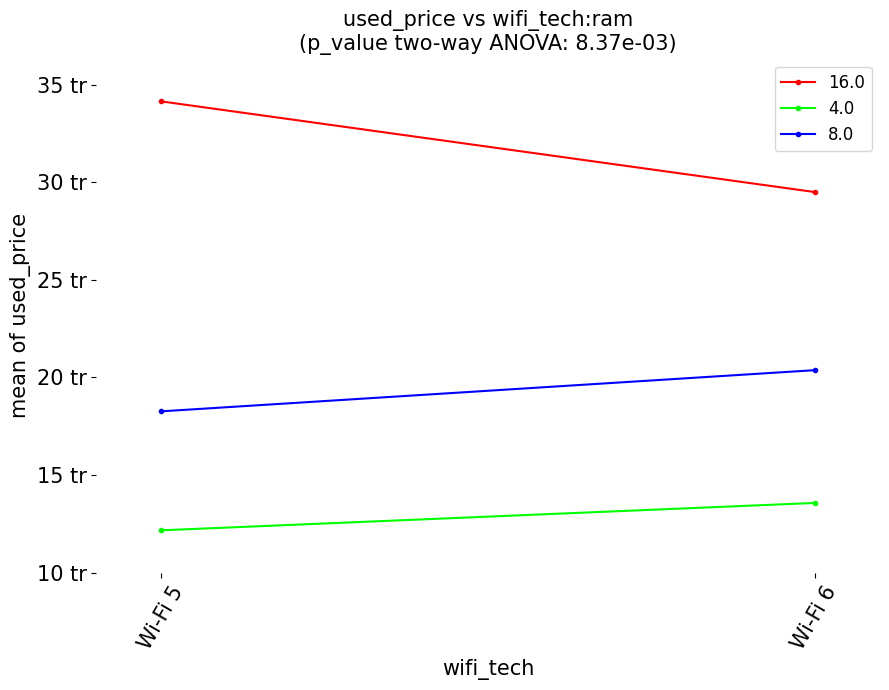 used_price vs wifi_tech:ram
(p_value two-way ANOVA: 8.37e-03)
16.0
4.0
8.0
35 tr
30 tr
25 tr
20 tr
15 tr
10 tr
mean of used_price
Wi-Fi 5
Wi-Fi 6
wifi_tech